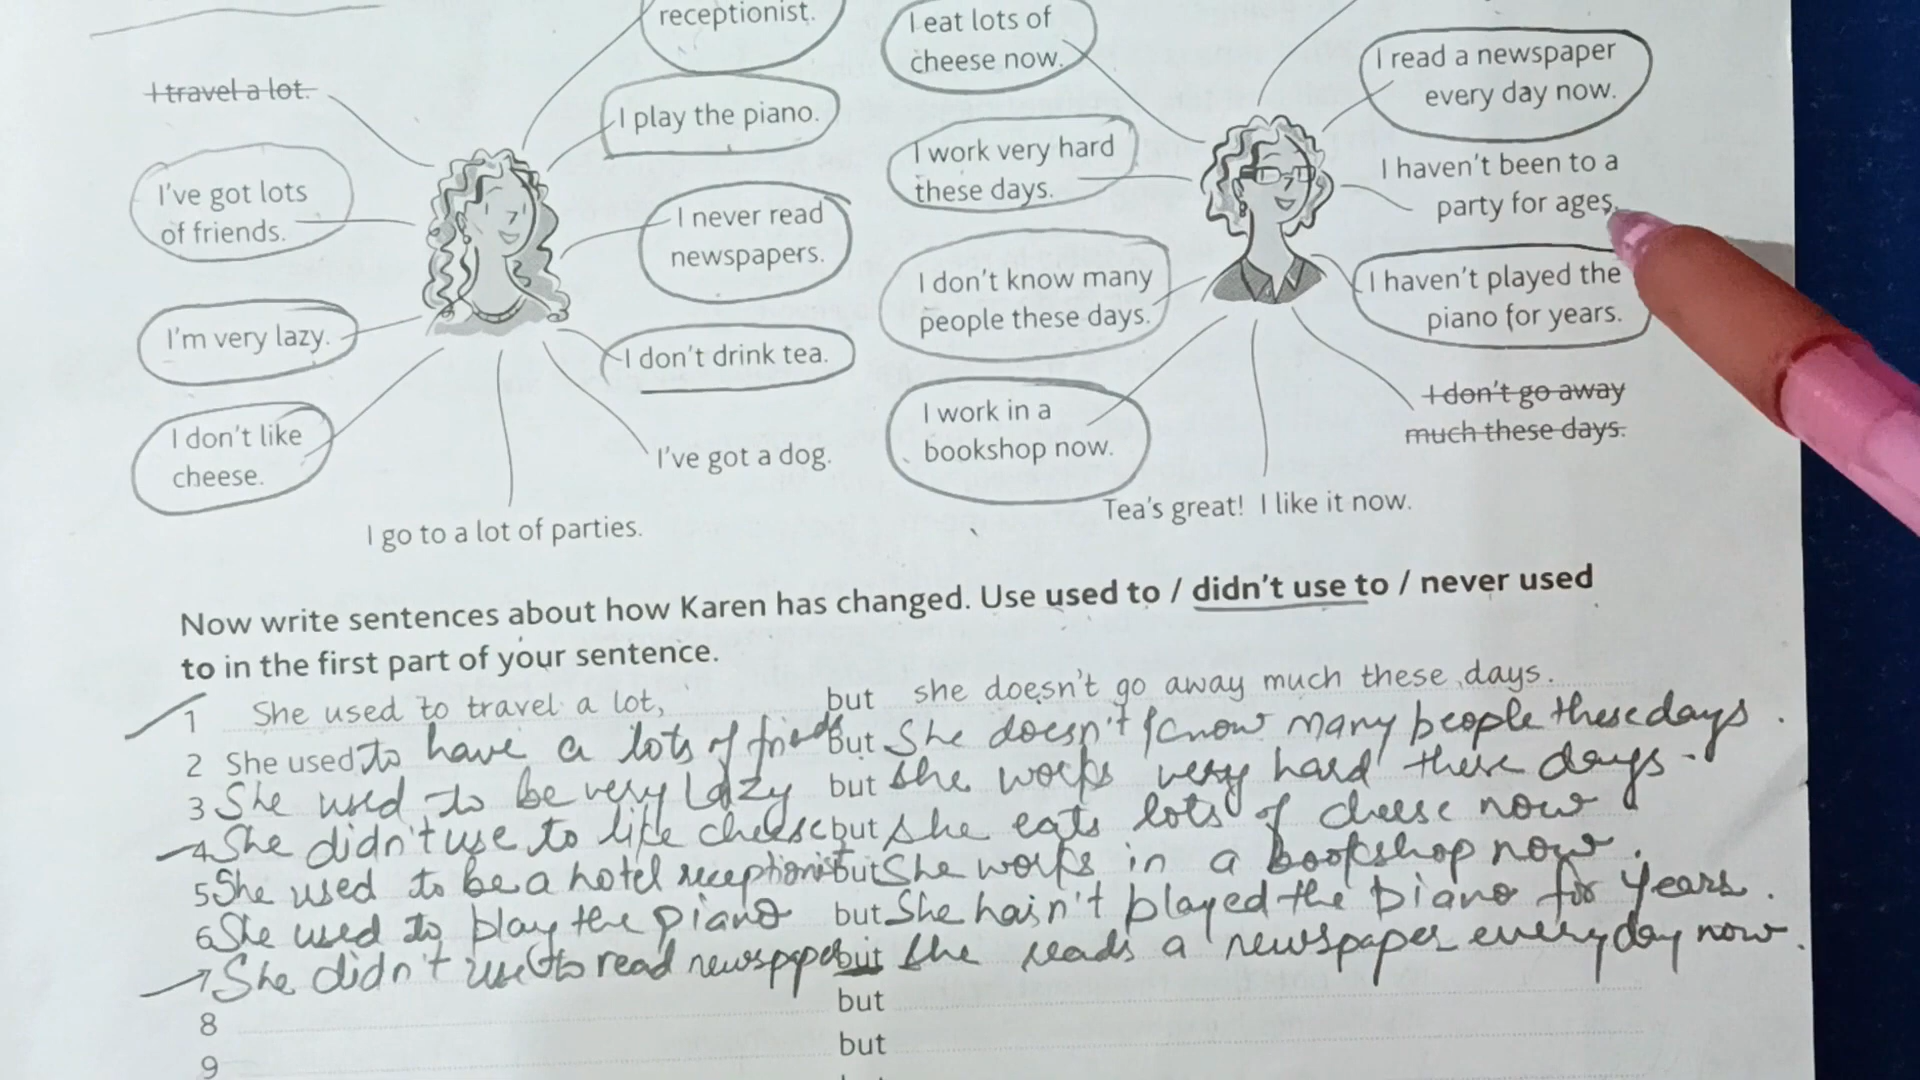 receptionist.
I eat lots of
cheese now.
I read a newspaper
every day now.
I travel a lot.
I play the piano.
I work very hard
these days.
I haven't been to a
party for ages.
I've got lots
of friends.
I never read
newspapers.
I don't know many
people these days.
I haven't played the
piano for years.
I'm very lazy.
I don't drink tea.
I work in a
bookshop now.
I don't go away
much these days.
I don't like
cheese.
I've got a dog.
Tea's great! I like it now.
I go to a lot of parties.
Now write sentences about how Karen has changed. Use used to / didn't use to / never used
to in the first part of your sentence.
1 She used to travel a lot, but she doesn't go away much these days.
2 She used to have a lots of friends but She doesn't know many people these days.
3 She used to be very lazy but she works very hard these days.
4 She didn't use to like cheese but she eats lots of cheese now
5 She used to be a hotel receptionist but She works in a bookshop now.
6 She used to play the piano but She hasn't played the piano for years.
7 She didn't use to read newspaper but she reads a newspaper every day now.
8 but
9 but